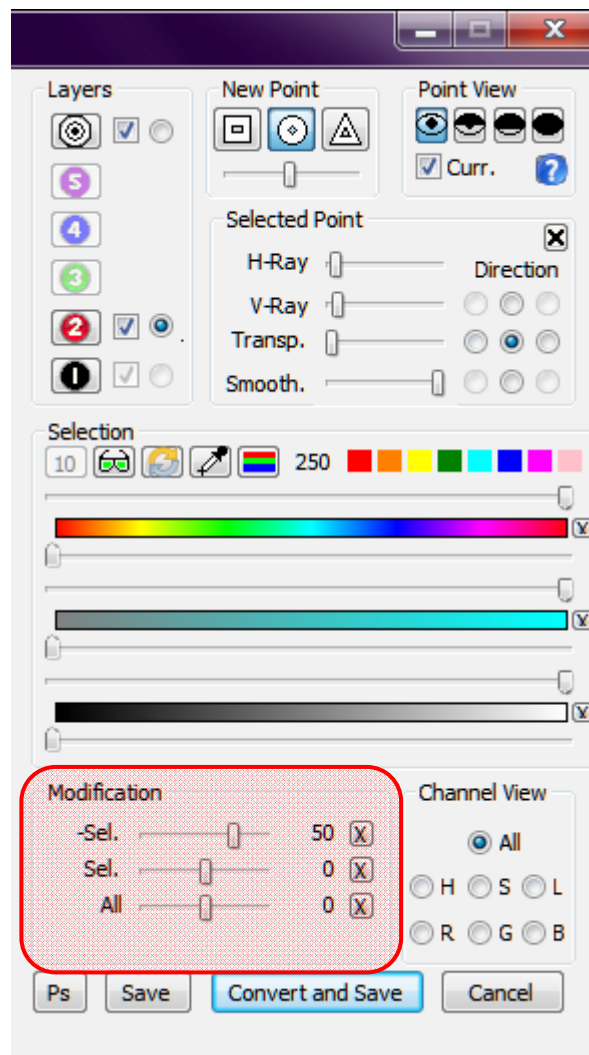 Layers
5
4
3
2
.
1
New Point
Point View
Curr.
?
Selected Point
X
H-Ray
Direction
V-Ray
Transp.
Smooth.
Selection
10
250
Modification
-Sel. 50 X
Sel. 0 X
All 0 X
Channel View
All
H S L
R G B
Ps Save Convert and Save Cancel